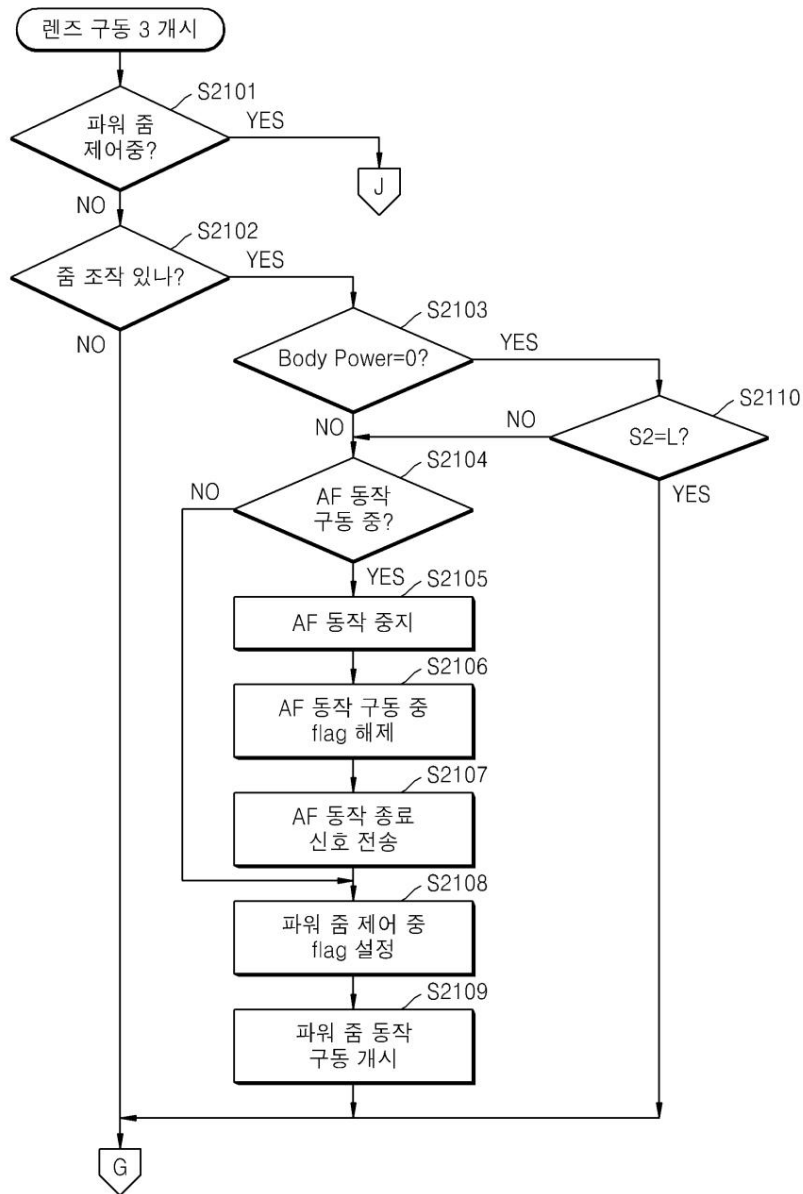 렌즈 구동 3 개시
S2101
파워 줌
제어중?
YES
J
NO
S2102
줌 조작 있나?
YES
NO
S2103
Body Power=0?
YES
NO
S2110
S2=L?
NO
YES
S2104
AF 동작
구동 중?
NO
YES
S2105
AF 동작 중지
S2106
AF 동작 구동 중
flag 해제
S2107
AF 동작 종료
신호 전송
S2108
파워 줌 제어 중
flag 설정
S2109
파워 줌 동작
구동 개시
G